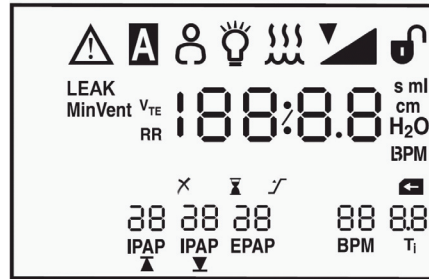 A
LEAK
MinVent VTE
RR
188:8.8
s ml
cm
H2O
BPM
88 88 88 88 8.8
IPAP IPAP EPAP BPM Ti